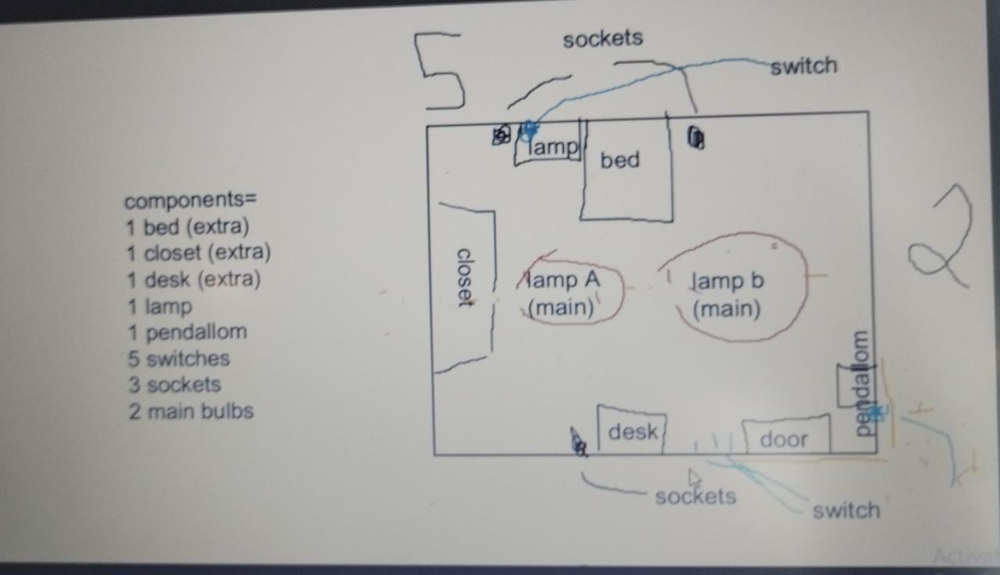 5
sockets
switch
lamp
bed
components=
1 bed (extra)
1 closet (extra)
1 desk (extra)
1 lamp
1 pendallom
5 switches
3 sockets
2 main bulbs
closet
lamp A
(main)
lamp b
(main)
2
pendallom
desk
door
sockets
switch